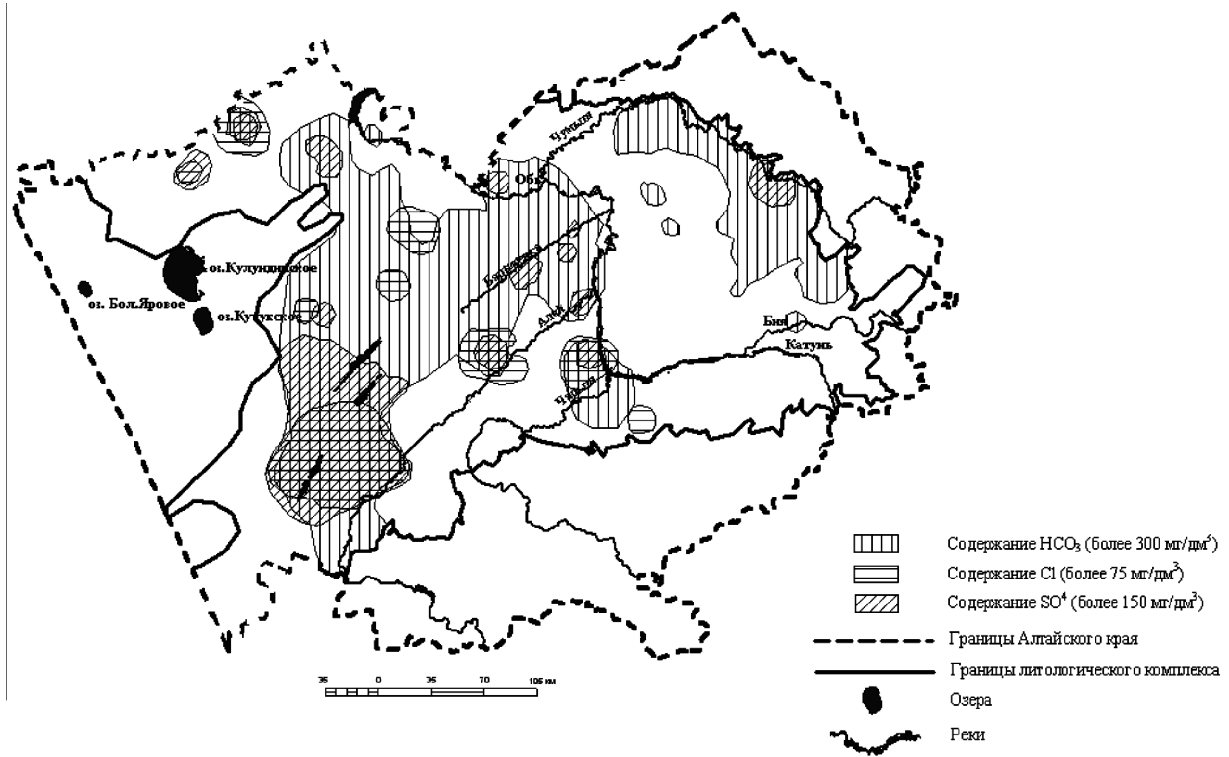 Чумыш
Обь
Барнаулка
оз.Кулундинское
оз. Бол.Яровое
оз.Кучукское
Алей
Бия
Катунь
Чарыш
Содержание HCO₃ (более 300 мг/дм³)
Содержание Cl (более 75 мг/дм³)
Содержание SO⁴ (более 150 мг/дм³)
Границы Алтайского края
Границы литологического комплекса
Озера
Реки
35 0 35 70 105 км